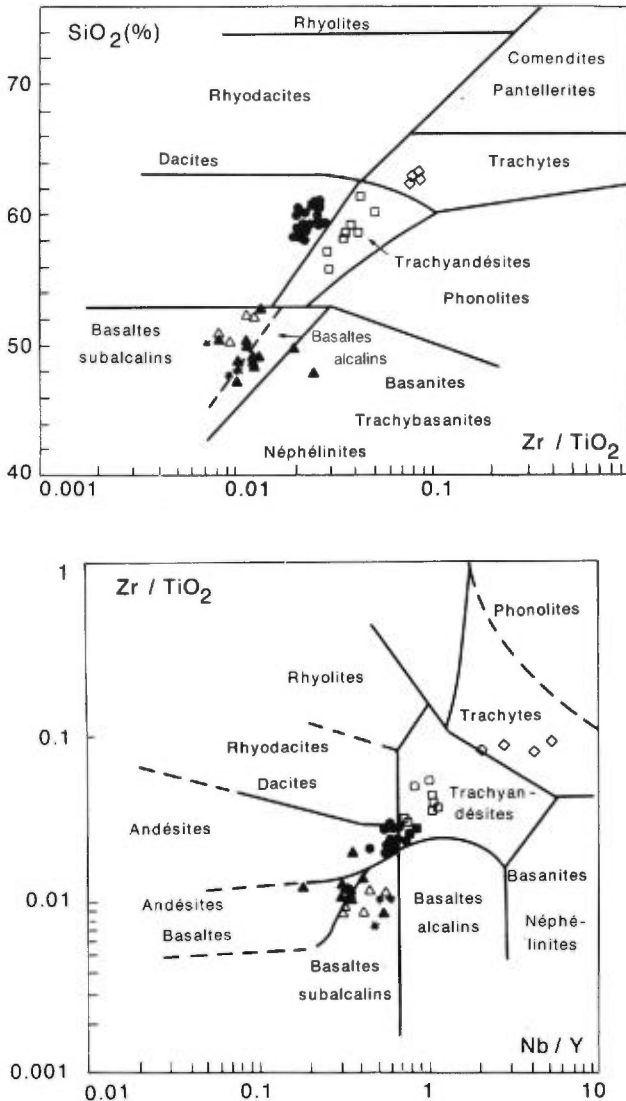 SiO2(%)
Rhyolites
Comendites
Pantellerites
70
Rhyodacites
Dacites
Trachytes
60
Trachyandésites
Phonolites
Basaltes
subalcalins
Basaltes
alcalins
50
Basanites
Trachybasanites
Néphélinites
Zr / TiO2
40
0.001
0.01
0.1
1
Zr / TiO2
Phonolites
Rhyolites
Trachytes
0.1
Rhyodacites
Dacites
Trachyan-
désites
Andésites
0.01
Basanites
Andésites
Basaltes
Basaltes
alcalins
Néphé-
linites
Basaltes
subalcalins
Nb / Y
0.001
0.01
0.1
1
10